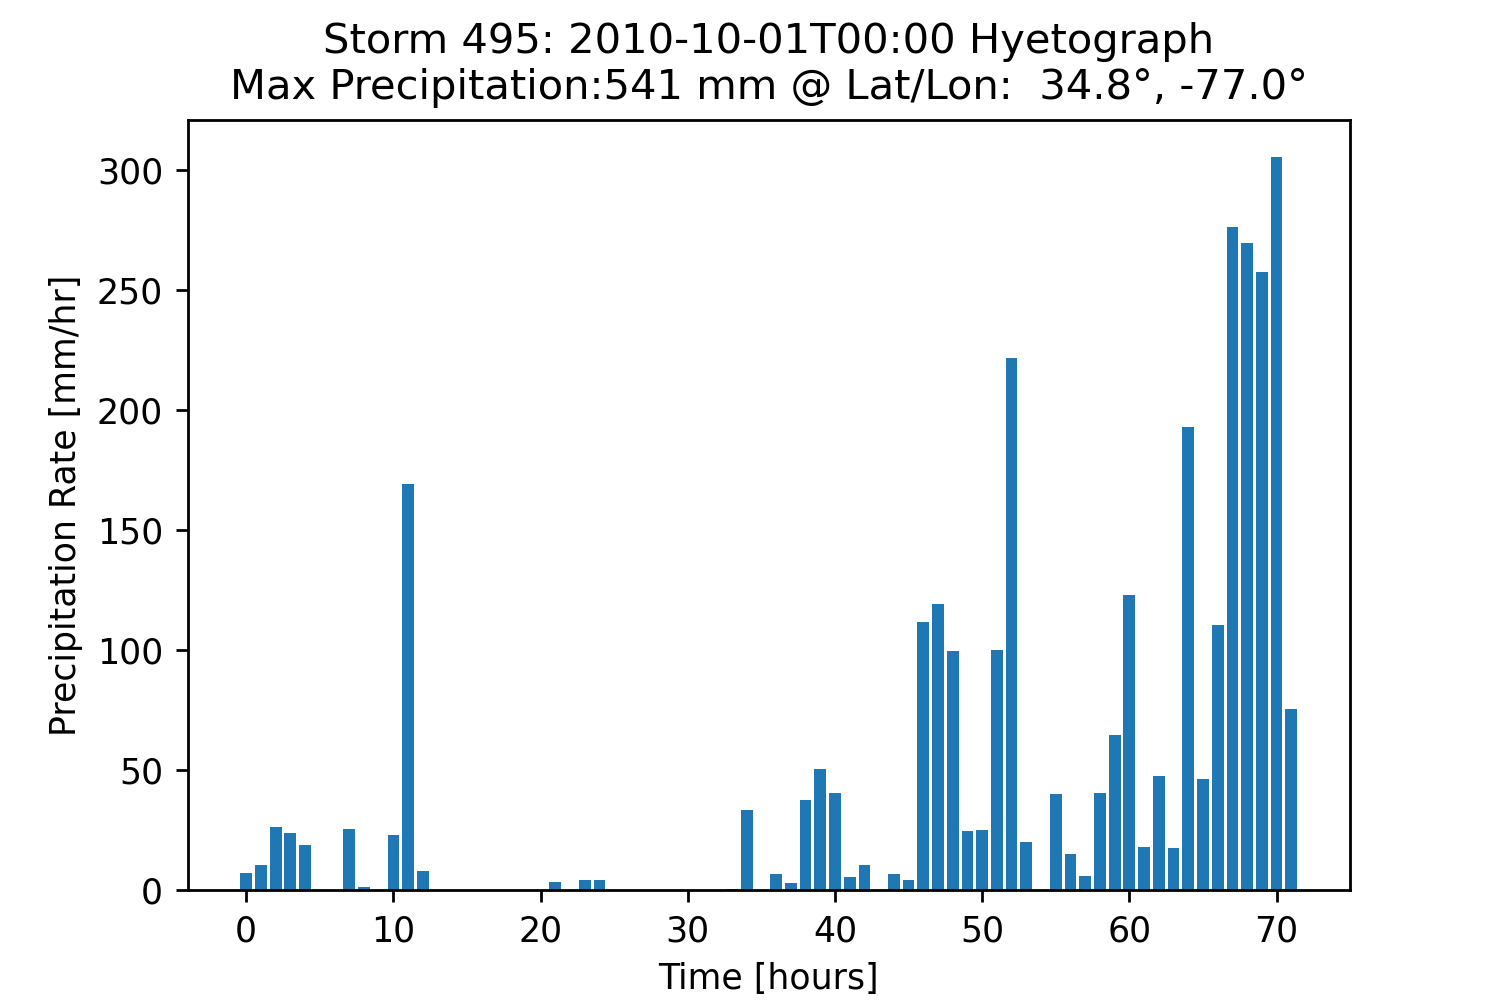 Storm 495: 2010-10-01T00:00 Hyetograph
Max Precipitation:541 mm @ Lat/Lon:  34.8°, -77.0°
300
250
200
150
100
50
0
Precipitation Rate [mm/hr]
0 10 20 30 40 50 60 70
Time [hours]